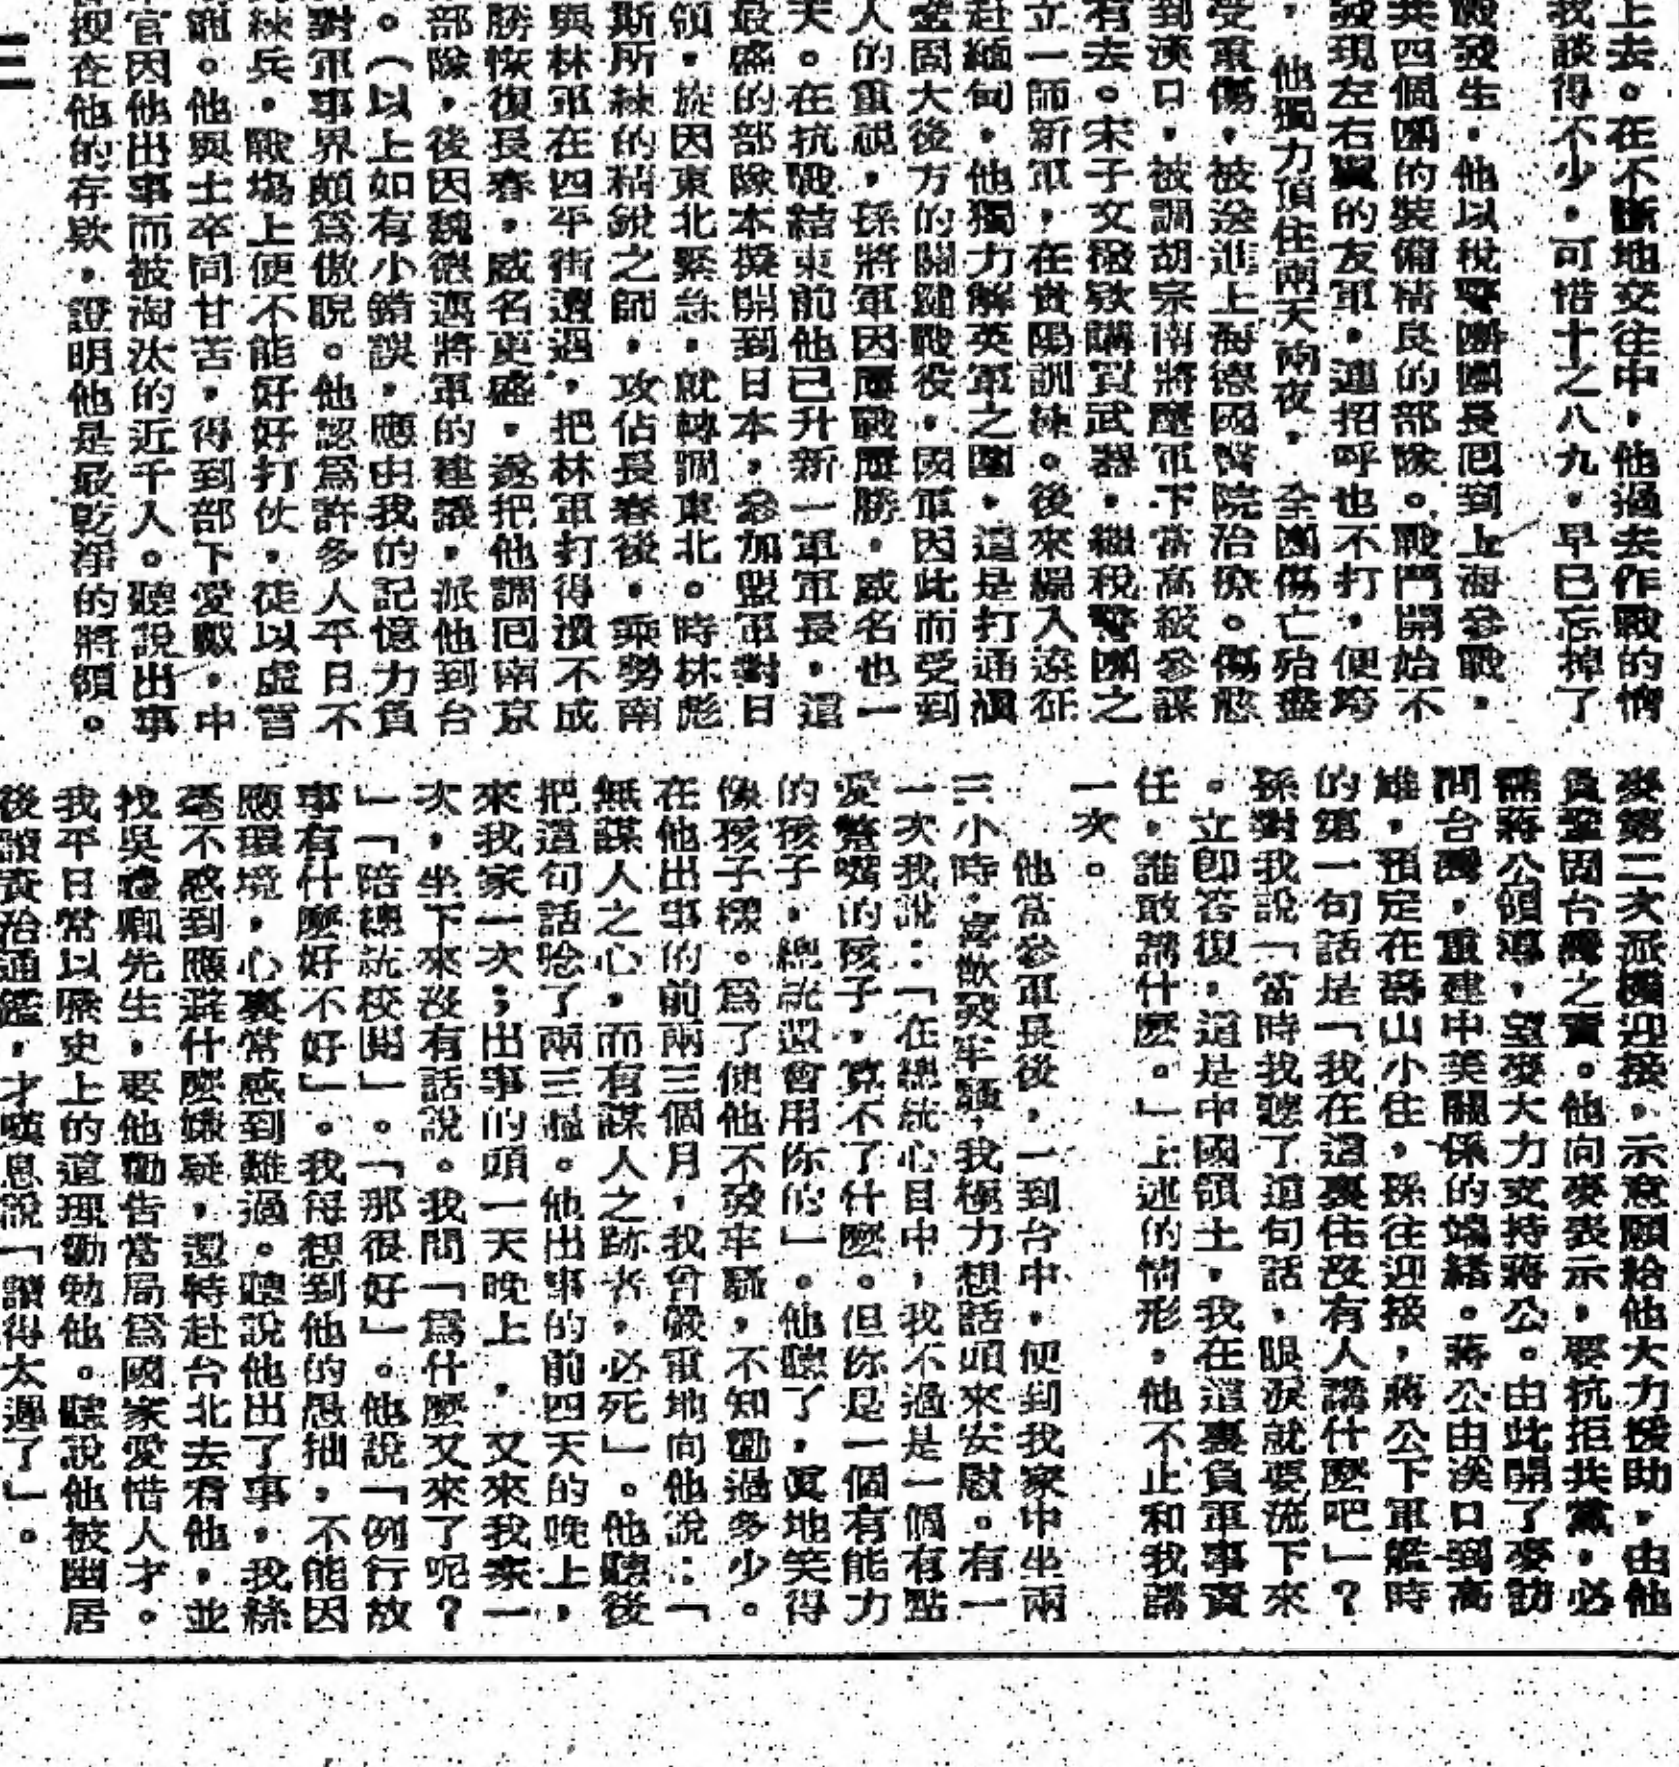 上去。在不斷地交往中，他過去作戰的情
我談得不少，可惜十之八九，早已忘掉了
發生，他以稅警團團長囘到上海參戰，
共四個團的裝備精良的部隊。戰鬥開始不
發現左右翼的友軍，連招呼也不打，便垮
，他獨力頂住兩天兩夜，全團傷亡殆盡
受重傷，被送進上海德國醫院治療。傷愈
到漢口，被調胡宗南將軍下當高級參謀
有去。宋子文撥欵購買武器，繼稅警團之
立一師新軍，在貴陽訓練。後來編入遠征
赴緬甸，他獨力解英軍之圍，這是打通滇
鞏固大後方的關鍵戰役，國軍因此而受到
人的重視，孫將軍因屢戰屢勝，威名也一
天。在抗戰結束前他已升新一軍軍長，還
最盛的部隊本擬開到日本，參加盟軍對日
領，旋因東北緊急，就轉調東北。時林彪
斯所練的精銳之師，攻佔長春後，乘勢南
與林軍在四平街遭遇，把林軍打得潰不成
勝恢復長春，威名更盛，遂把他調囘南京
部隊，後因魏德邁將軍的建議，派他到台
。（以上如有小錯誤，應由我的記憶力負
對軍事界頗爲傲睨。他認爲許多人平日不
練兵，戰場上便不能好好打仗，徒以虛冒
。他與士卒同甘苦，得到部下愛戴，中
官因他出事而被淘汰的近千人。聽說出事
搜查他的存欵，證明他是最乾淨的將領。
三
麥第二次派機迎接，示意願給他大力援助，由他
負鞏固台灣之責。他向麥表示，要抗拒共黨，必
需蔣公領導，望麥大力支持蔣公。由此開了麥訪
問台灣，重建中美關係的端緒。蔣公由漢口到高
雄，預定在壽山小住，孫往迎接，蔣公下軍艦時
的第一句話是「我在這裏住沒有人講什麼吧」？
孫對我說「當時我聽了這句話，眼淚就要流下來
。立卽答復，這是中國領土，我在這裏負軍事責
任，誰敢講什麼。」上述的情形，他不止和我講
一次。
他當參軍長後，一到台中，便到我家中坐兩
三小時，喜歡發牢騷，我極力想話頭來安慰。有一
一次我說：「在總統心目中，我不過是一個有點
愛蹩嘴的孩子，算不了什麼。但你是一個有能力
的孩子，總統還會用你的」。他聽了，眞地笑得
像孩子樣。爲了使他不發牢騷，不知勸過多少。
在他出事的前兩三個月，我曾嚴重地向他說：「
無謀人之心，而有謀人之跡者，必死」。他聽後
把這句話唸了兩三遍。他出事的前四天的晚上，
來我家一次；出事的頭一天晚上，又來我家一
次，坐下來沒有話說。我問「爲什麼又來了呢？
」「陪總統校閱」。「那很好」。他說「例行故
事有什麼好不好」。我每想到他的愚拙，不能因
應環境，心裏常感到難過。聽說他出了事，我絲
毫不感到應避什麼嫌疑，還特赴台北去看他，並
找吳禮卿先生，要他勸告當局爲國家愛惜人才。
我平日常以歷史上的道理勸勉他。聽說他被幽居
後讀資治通鑑，才嘆息說「讀得太遲了」。